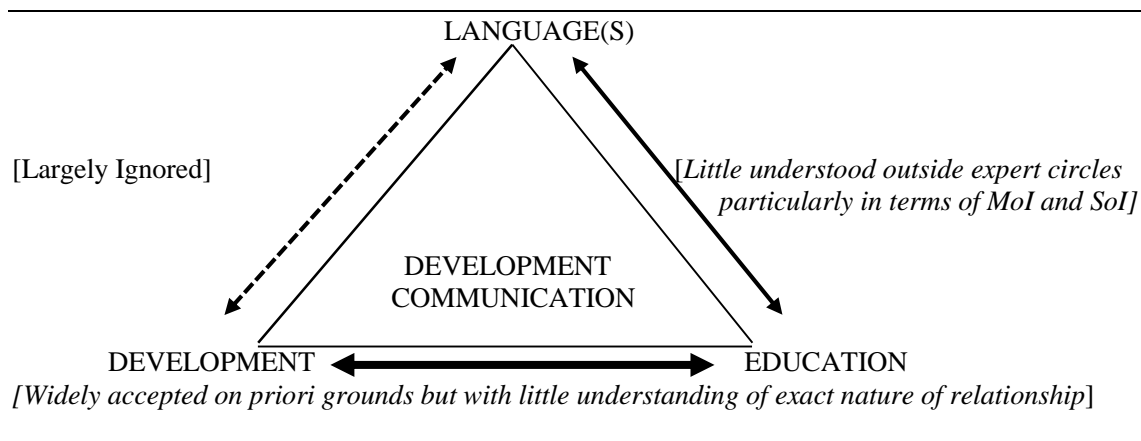 LANGUAGE(S)
[Largely Ignored]
[Little understood outside expert circles
particularly in terms of MoI and SoI]
DEVELOPMENT
COMMUNICATION
DEVELOPMENT
EDUCATION
[Widely accepted on priori grounds but with little understanding of exact nature of relationship]